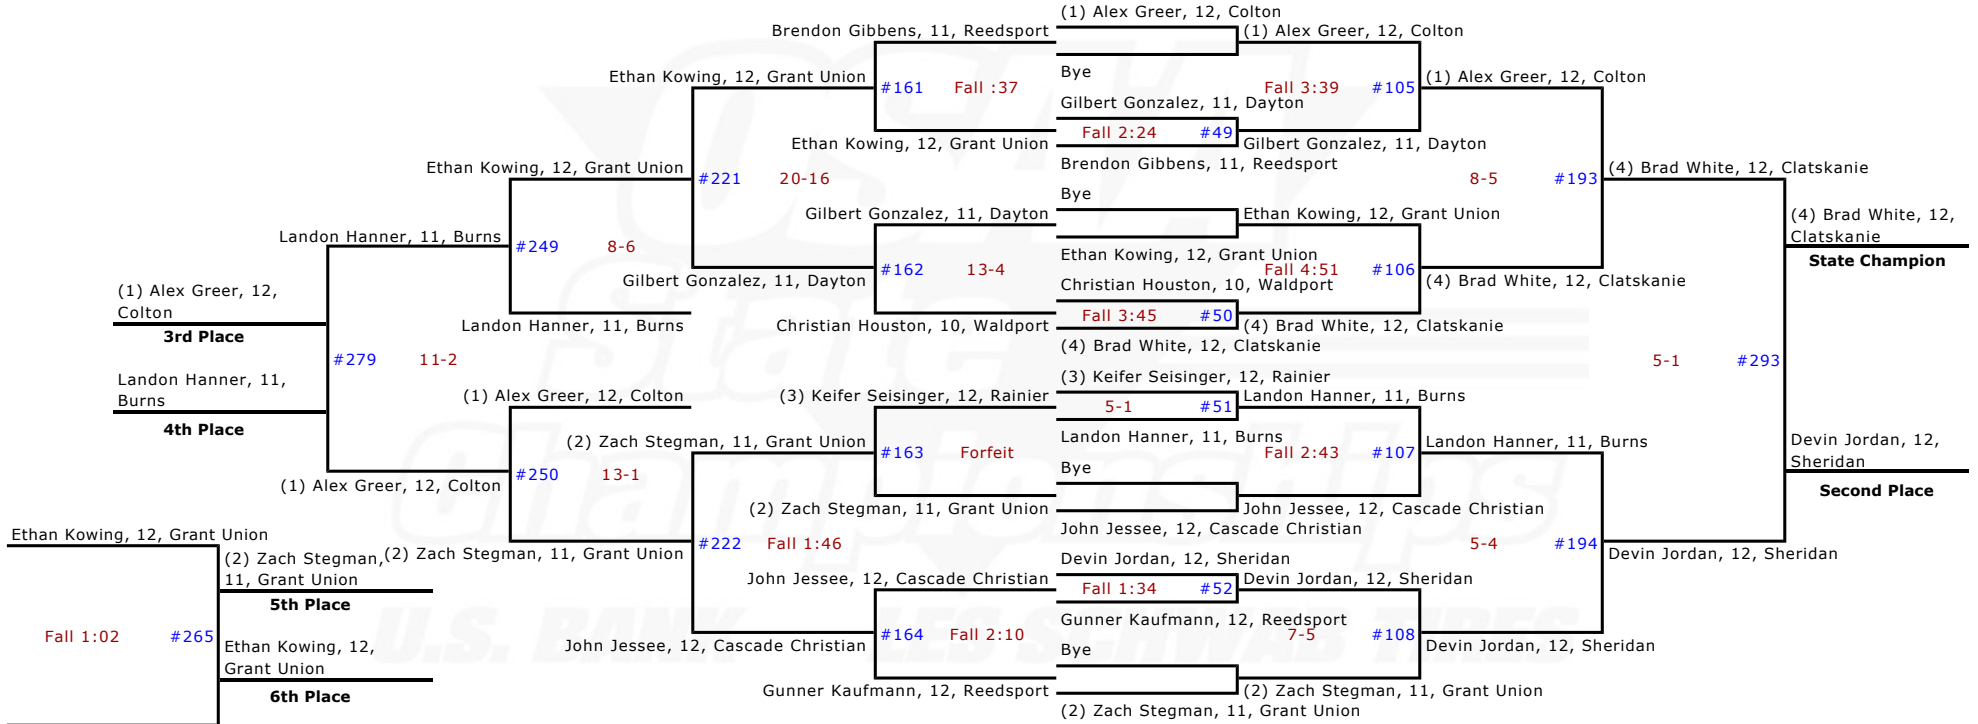 (1) Alex Greer, 12, Colton
Brendon Gibbens, 11, Reedsport
(1) Alex Greer, 12, Colton
Ethan Kowing, 12, Grant Union
Bye
(1) Alex Greer, 12, Colton
#161 Fall :37
Fall 3:39 #105
Gilbert Gonzalez, 11, Dayton
Fall 2:24 #49
Ethan Kowing, 12, Grant Union
Gilbert Gonzalez, 11, Dayton
Brendon Gibbens, 11, Reedsport
Ethan Kowing, 12, Grant Union
(4) Brad White, 12, Clatskanie
#221 20-16
8-5 #193
Bye
Gilbert Gonzalez, 11, Dayton
Ethan Kowing, 12, Grant Union
(4) Brad White, 12,
Clatskanie
State Champion
Landon Hanner, 11, Burns
#249 8-6
Ethan Kowing, 12, Grant Union
#162 13-4
Fall 4:51 #106
Gilbert Gonzalez, 11, Dayton
(4) Brad White, 12, Clatskanie
Christian Houston, 10, Waldport
(1) Alex Greer, 12,
Colton
3rd Place
Fall 3:45 #50
Landon Hanner, 11, Burns
Christian Houston, 10, Waldport
(4) Brad White, 12, Clatskanie
(4) Brad White, 12, Clatskanie
#279 11-2
5-1 #293
(3) Keifer Seisinger, 12, Rainier
Landon Hanner, 11,
Burns
4th Place
(1) Alex Greer, 12, Colton
(3) Keifer Seisinger, 12, Rainier
5-1 #51
Landon Hanner, 11, Burns
Landon Hanner, 11, Burns
(2) Zach Stegman, 11, Grant Union
Landon Hanner, 11, Burns
#163 Forfeit
Fall 2:43 #107
Devin Jordan, 12,
Sheridan
Second Place
Bye
#250 13-1
(1) Alex Greer, 12, Colton
(2) Zach Stegman, 11, Grant Union
John Jessee, 12, Cascade Christian
John Jessee, 12, Cascade Christian
Ethan Kowing, 12, Grant Union
(2) Zach Stegman,
11, Grant Union
5th Place
(2) Zach Stegman, 11, Grant Union
#222 Fall 1:46
5-4 #194
Devin Jordan, 12, Sheridan
Devin Jordan, 12, Sheridan
John Jessee, 12, Cascade Christian
Fall 1:34 #52
Devin Jordan, 12, Sheridan
Gunner Kaufmann, 12, Reedsport
Fall 1:02 #265
#164 Fall 2:10
7-5 #108
John Jessee, 12, Cascade Christian
Devin Jordan, 12, Sheridan
Bye
Ethan Kowing, 12,
Grant Union
6th Place
Gunner Kaufmann, 12, Reedsport
(2) Zach Stegman, 11, Grant Union
(2) Zach Stegman, 11, Grant Union
OSAA
State
Championships
U.S. BANK LES SCHWAB TIRES